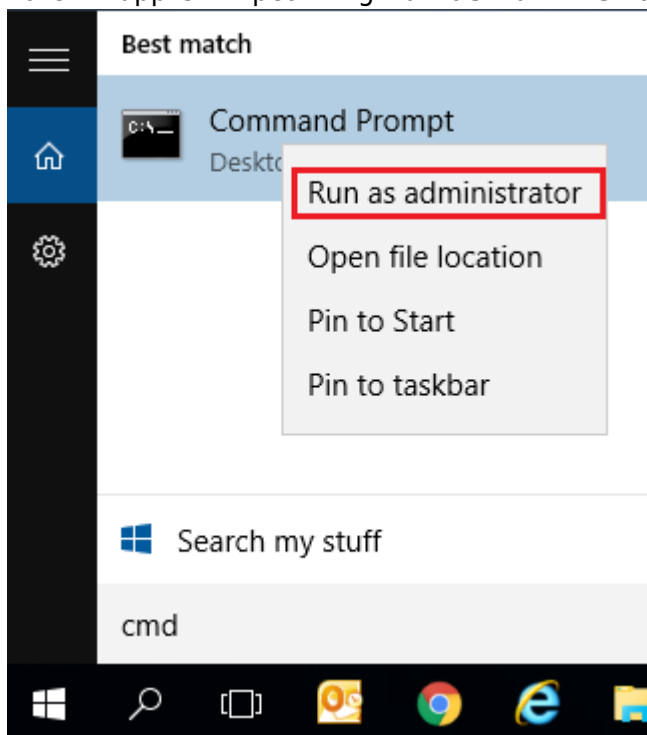 Best match
Command Prompt
Deskto
Run as administrator
Open file location
Pin to Start
Pin to taskbar
Search my stuff
cmd